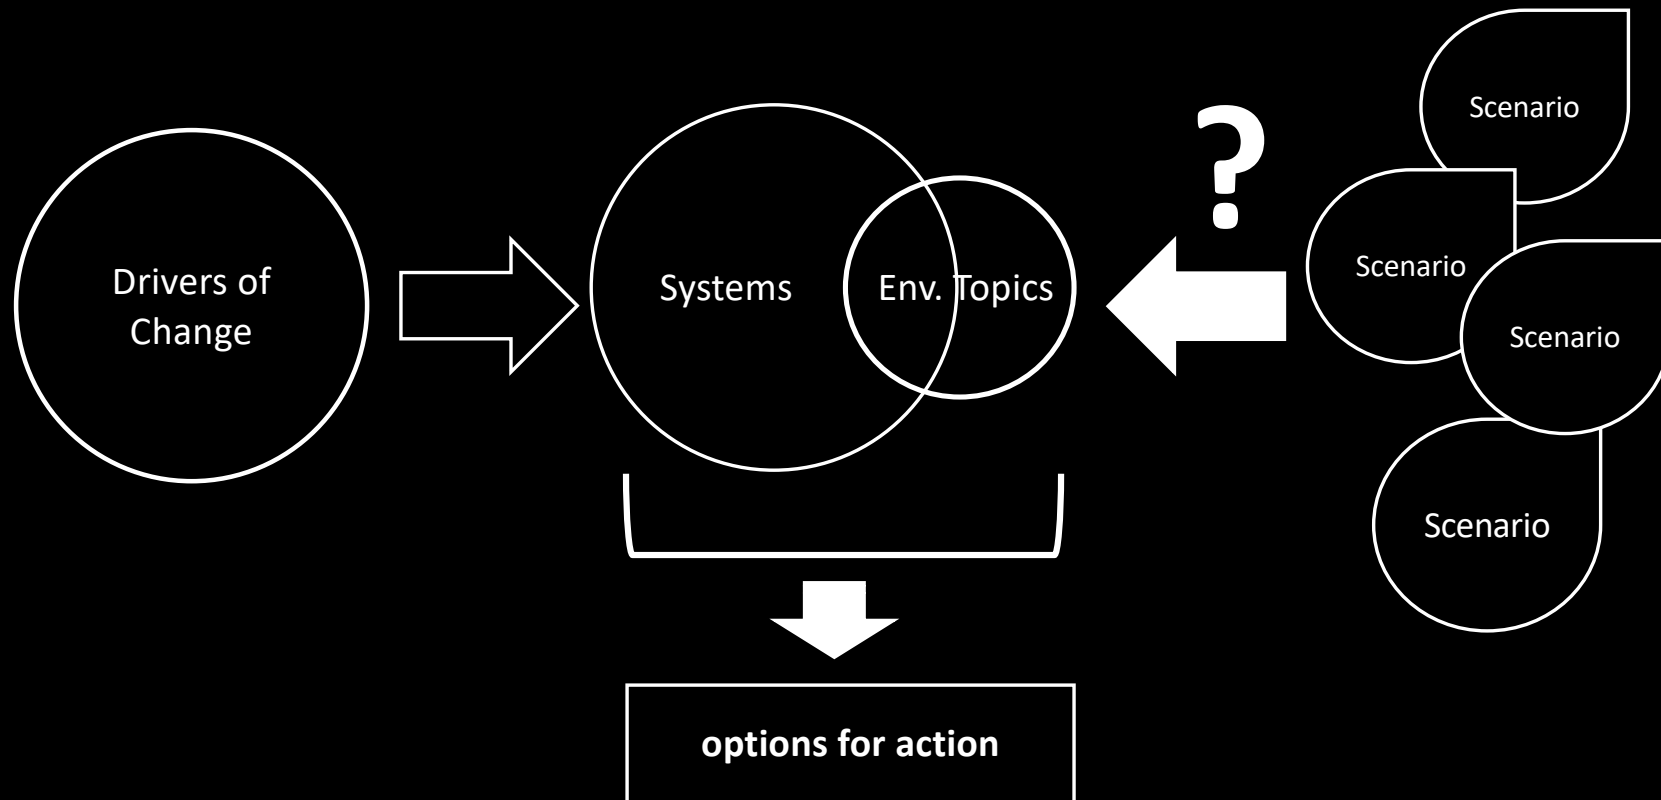 Drivers of
Change
Systems
Env. Topics
?
Scenario
Scenario
Scenario
Scenario
options for action